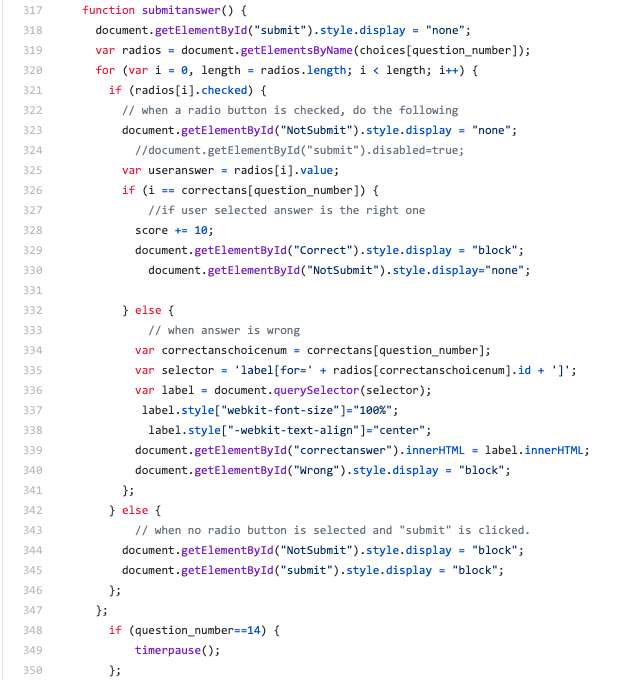 317 function submitanswer() {
318 document.getElementById("submit").style.display = "none";
319 var radios = document.getElementsByName(choices[question_number]);
320 for (var i = 0, length = radios.length; i < length; i++) {
321 if (radios[i].checked) {
322 // when a radio button is checked, do the following
323 document.getElementById("NotSubmit").style.display = "none";
324 //document.getElementById("submit").disabled=true;
325 var useranswer = radios[i].value;
326 if (i == correctans[question_number]) {
327 //if user selected answer is the right one
328 score += 10;
329 document.getElementById("Correct").style.display = "block";
330 document.getElementById("NotSubmit").style.display="none";
331
332 } else {
333 // when answer is wrong
334 var correctanschoicenum = correctans[question_number];
335 var selector = 'label[for=' + radios[correctanschoicenum].id + ']';
336 var label = document.querySelector(selector);
337 label.style["webkit-font-size"]="100%";
338 label.style["-webkit-text-align"]="center";
339 document.getElementById("correctanswer").innerHTML = label.innerHTML;
340 document.getElementById("Wrong").style.display = "block";
341 };
342 } else {
343 // when no radio button is selected and "submit" is clicked.
344 document.getElementById("NotSubmit").style.display = "block";
345 document.getElementById("submit").style.display = "block";
346 };
347 };
348 if (question_number==14) {
349 timerpause();
350 };